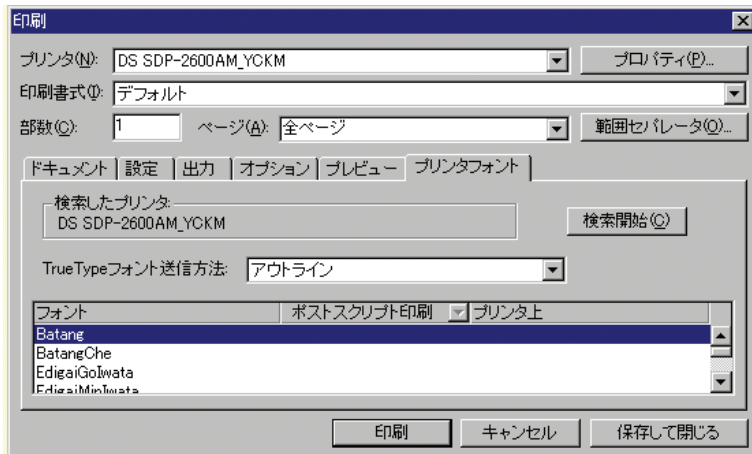 印刷
プリンタ(N): DS SDP-2600AM_YCKM プロパティ(P)...
印刷書式(I): デフォルト
部数(C): 1 ページ(A): 全ページ 範囲セパレータ(O)...
ドキュメント 設定 出力 オプション プレビュー プリンタフォント
検索したプリンタ:
DS SDP-2600AM_YCKM 検索開始(C)
TrueTypeフォント送信方法: アウトライン
フォント ポストスクリプト印刷 プリンタ上
Batang
BatangChe
EdigaiGoIwata
EdigaiMinIwata
印刷 キャンセル 保存して閉じる